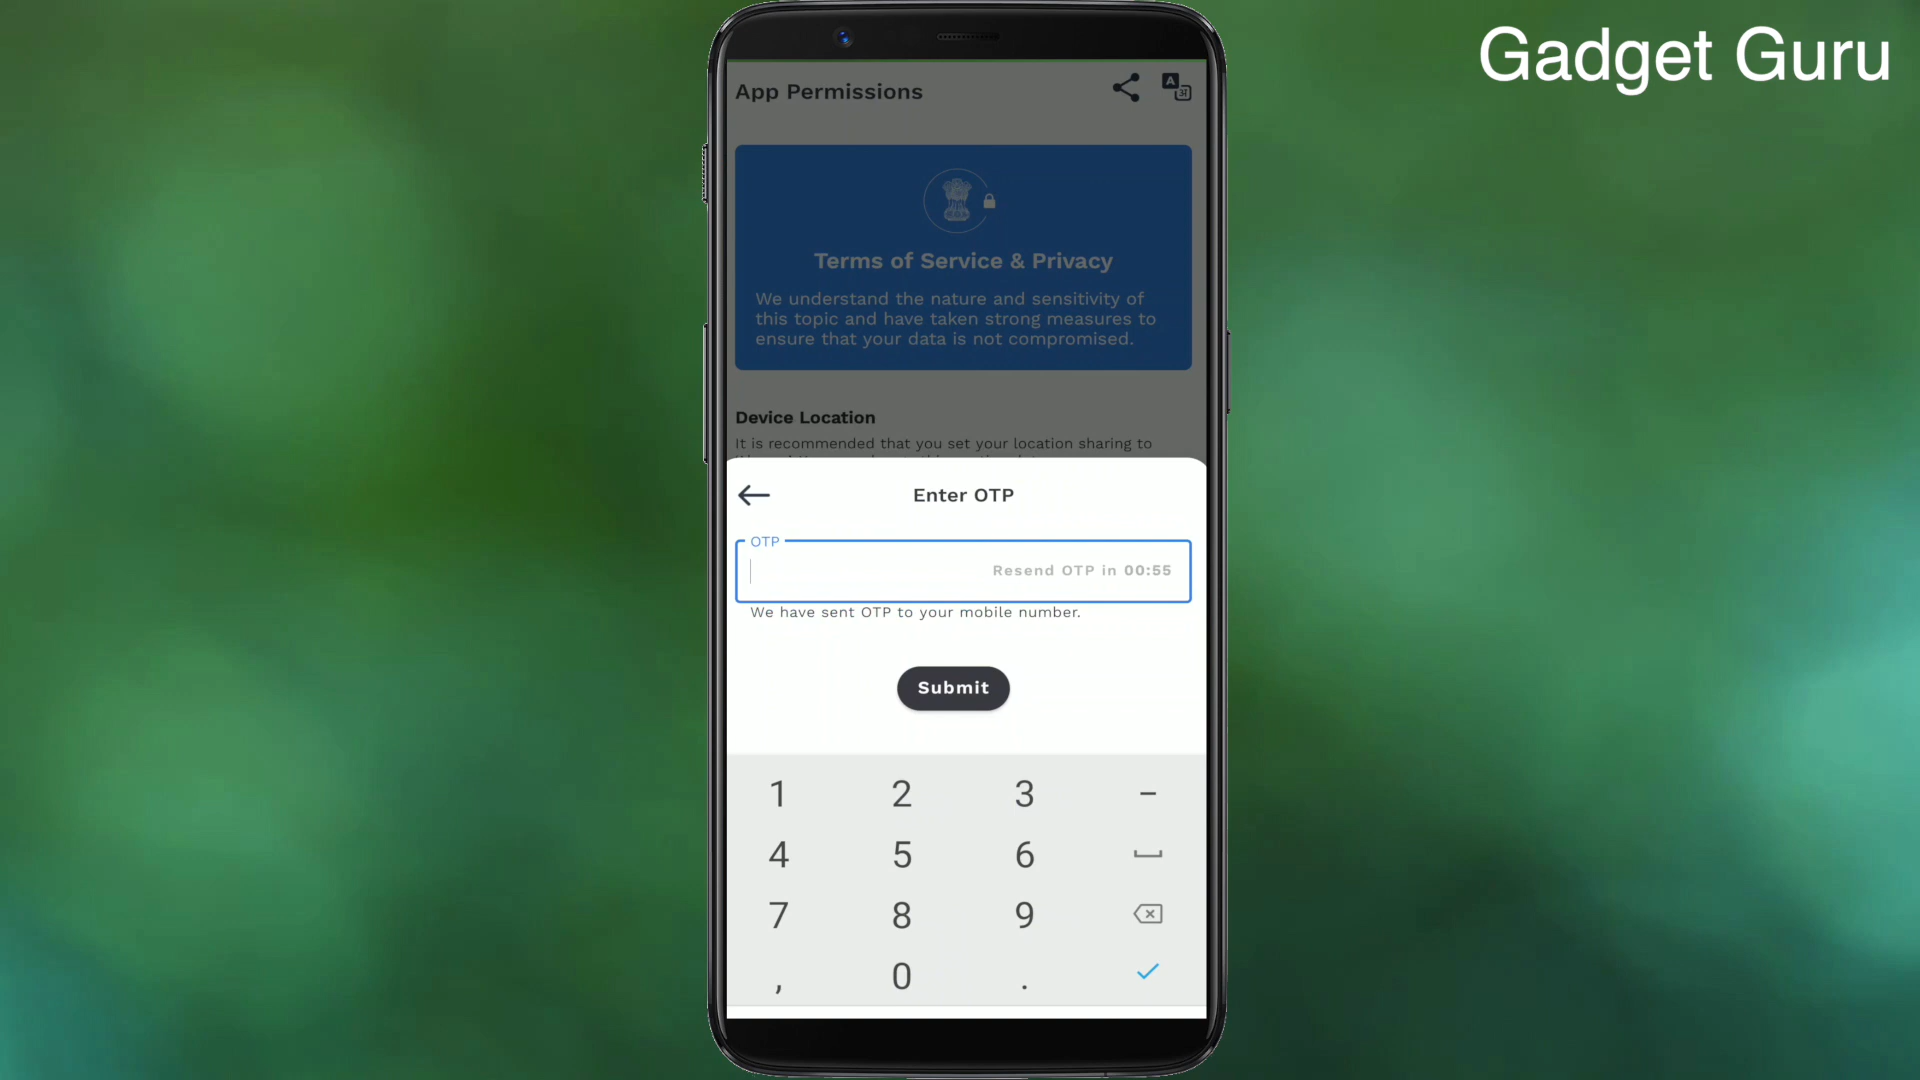 Gadget Guru
App Permissions
Terms of Service & Privacy
We understand the nature and sensitivity of
this topic and have taken strong measures to
ensure that your data is not compromised.
Device Location
It is recommended that you set your location sharing to
Enter OTP
OTP
Resend OTP in 00:55
We have sent OTP to your mobile number.
Submit
1 2 3 -
4 5 6
7 8 9
, 0 .